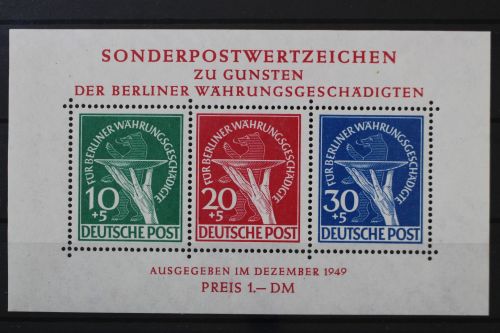 SONDERPOSTWERTZEICHEN
ZU GUNSTEN
DER BERLINER WÄHRUNGSGESCHÄDIGTEN
FÜR BERLINER WÄHRUNGSGESCHÄDIGTE
10
+5
DEUTSCHE POST
FÜR BERLINER WÄHRUNGSGESCHÄDIGTE
20
+5
DEUTSCHE POST
FÜR BERLINER WÄHRUNGSGESCHÄDIGTE
30
+5
DEUTSCHE POST
AUSGEGEBEN IM DEZEMBER 1949
PREIS 1.— DM